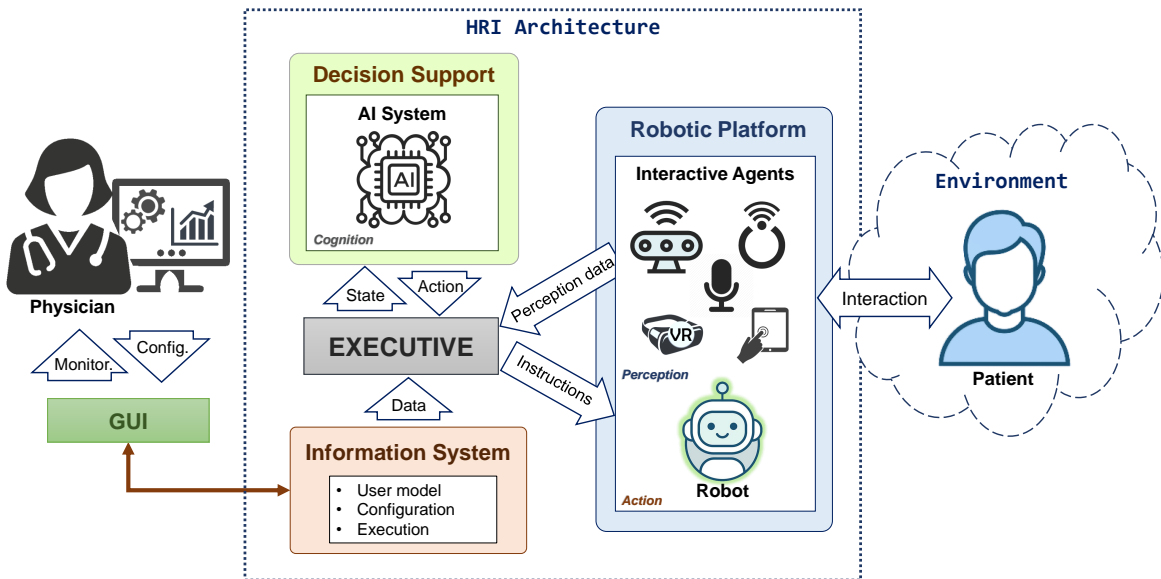 HRI Architecture
Decision Support
AI System
AI
Cognition
Physician
Monitor.
Config.
GUI
State
Action
EXECUTIVE
Data
Information System
• User model
• Configuration
• Execution
Perception data
Instructions
Robotic Platform
Interactive Agents
VR
Perception
Robot
Action
Interaction
Environment
Patient